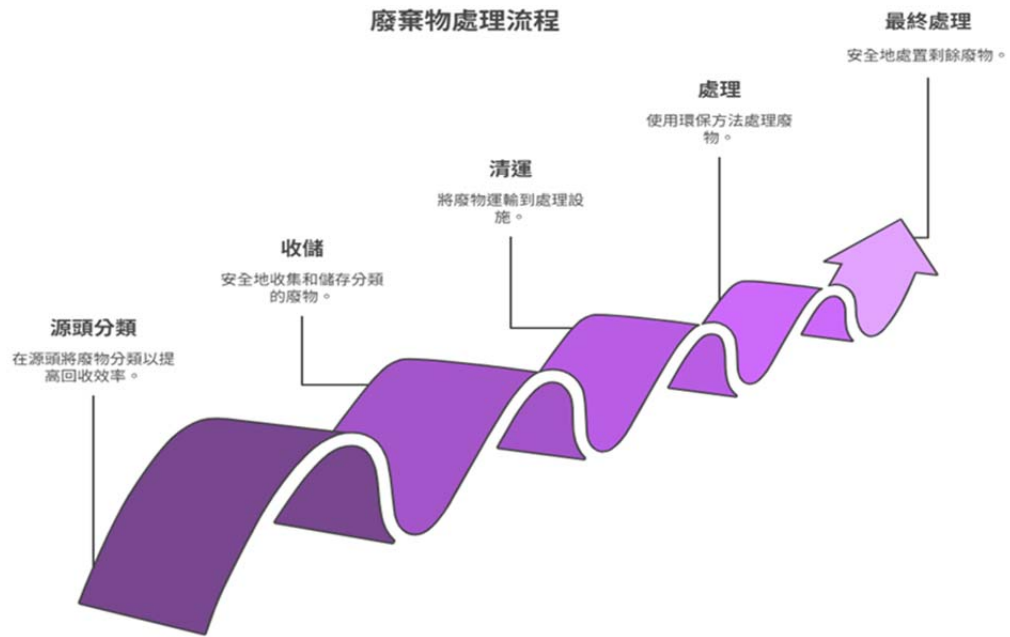 廢棄物處理流程
最終處理
安全地處置剩餘廢物。
處理
使用環保方法處理廢
物。
清運
將廢物運輸到處理設
施。
收儲
安全地收集和儲存分類
的廢物。
源頭分類
在源頭將廢物分類以提
高回收效率。